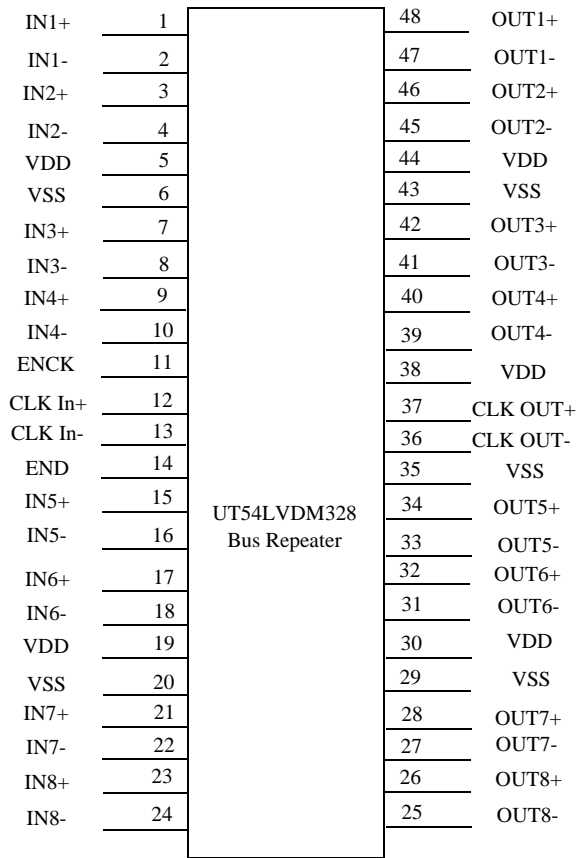 IN1+ 1 48 OUT1+
IN1- 2 47 OUT1-
IN2+ 3 46 OUT2+
IN2- 4 45 OUT2-
VDD 5 44 VDD
VSS 6 43 VSS
IN3+ 7 42 OUT3+
IN3- 8 41 OUT3-
IN4+ 9 40 OUT4+
IN4- 10 39 OUT4-
ENCK 11 38 VDD
CLK In+ 12 37 CLK OUT+
CLK In- 13 36 CLK OUT-
END 14 35 VSS
IN5+ 15 34 OUT5+
UT54LVDM328
IN5- 16 33 OUT5-
Bus Repeater
IN6+ 17 32 OUT6+
IN6- 18 31 OUT6-
VDD 19 30 VDD
VSS 20 29 VSS
IN7+ 21 28 OUT7+
IN7- 22 27 OUT7-
IN8+ 23 26 OUT8+
IN8- 24 25 OUT8-